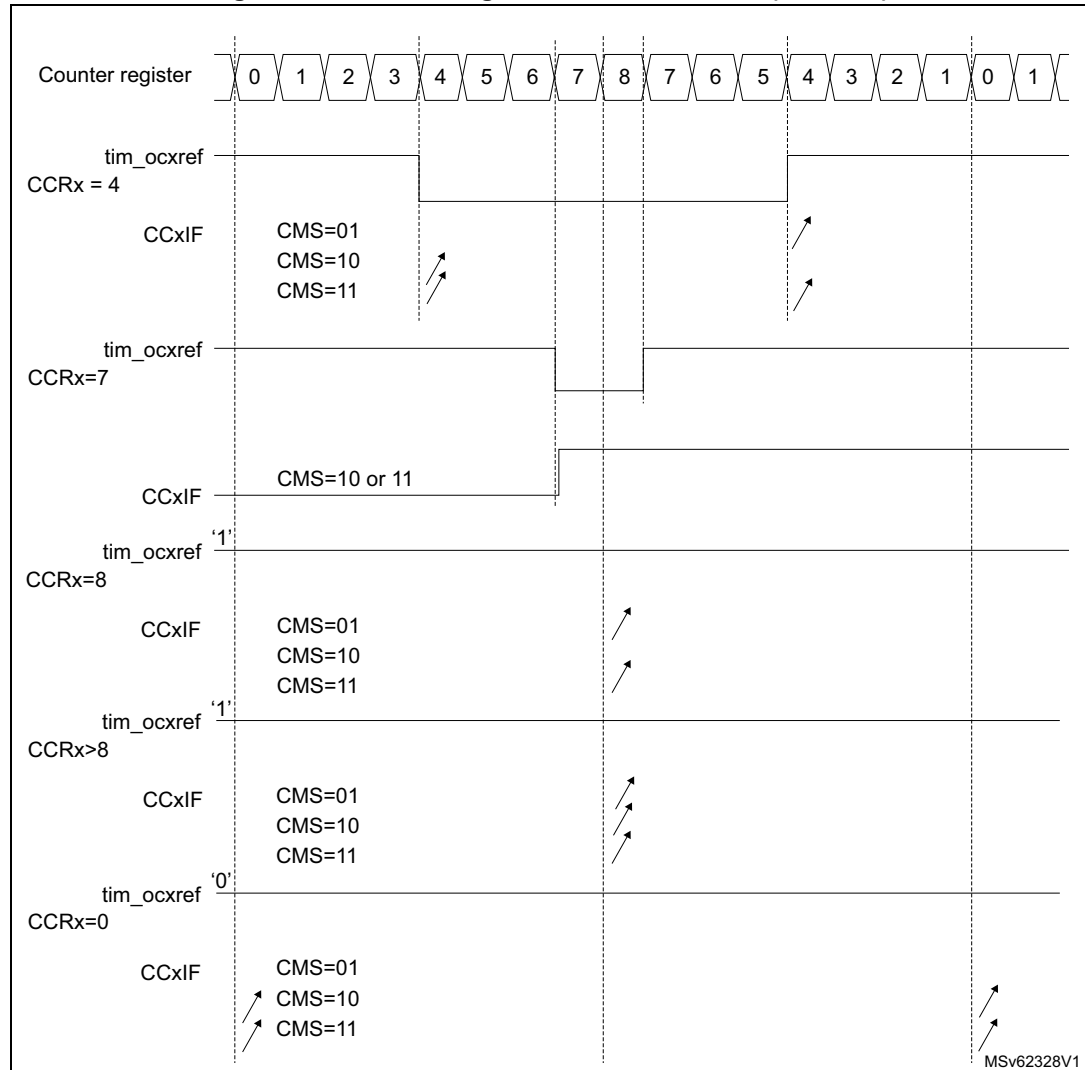 Counter register 0 1 2 3 4 5 6 7 8 7 6 5 4 3 2 1 0 1
tim_ocxref
CCRx = 4
CCxIF CMS=01
CMS=10
CMS=11
tim_ocxref
CCRx=7
CMS=10 or 11
CCxIF
tim_ocxref '1'
CCRx=8
CCxIF CMS=01
CMS=10
CMS=11
tim_ocxref '1'
CCRx>8
CCxIF CMS=01
CMS=10
CMS=11
tim_ocxref '0'
CCRx=0
CCxIF CMS=01
CMS=10
CMS=11
MSv62328V1